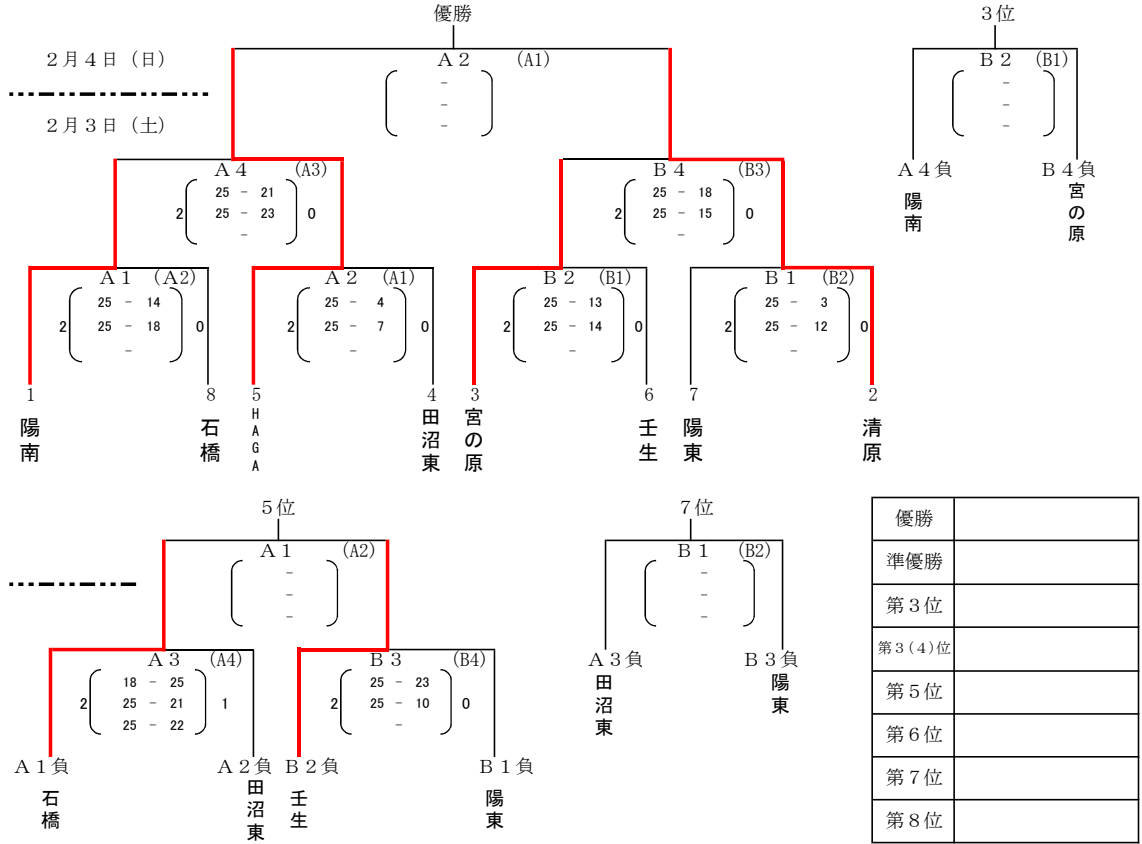 優勝
3位
2月4日（日）
A2 (A1)
-
-
-
B2 (B1)
-
-
-
2月3日（土）
A4負
陽南
B4負
宮の原
A4 (A3)
2 25 - 21 0
25 - 23
-
B4 (B3)
2 25 - 18 0
25 - 15
-
A1 (A2)
25 - 14
2 25 - 18 0
-
A2 (A1)
25 - 4
2 25 - 7 0
-
B2 (B1)
25 - 13
2 25 - 14 0
-
B1 (B2)
25 - 3
2 25 - 12 0
-
1 8 5 4 3 6 7 2
陽南
石橋
HAGA
田沼東
宮の原
壬生
陽東
清原
5位
A1 (A2)
-
-
-
7位
B1 (B2)
-
-
-
A3 (A4)
18 - 25
2 25 - 21 1
25 - 22
B3 (B4)
25 - 23
2 25 - 10 0
-
A3負
田沼東
B3負
陽東
A1負
石橋
A2負
田沼東
B2負
壬生
B1負
陽東
優勝
準優勝
第3位
第3(4)位
第5位
第6位
第7位
第8位